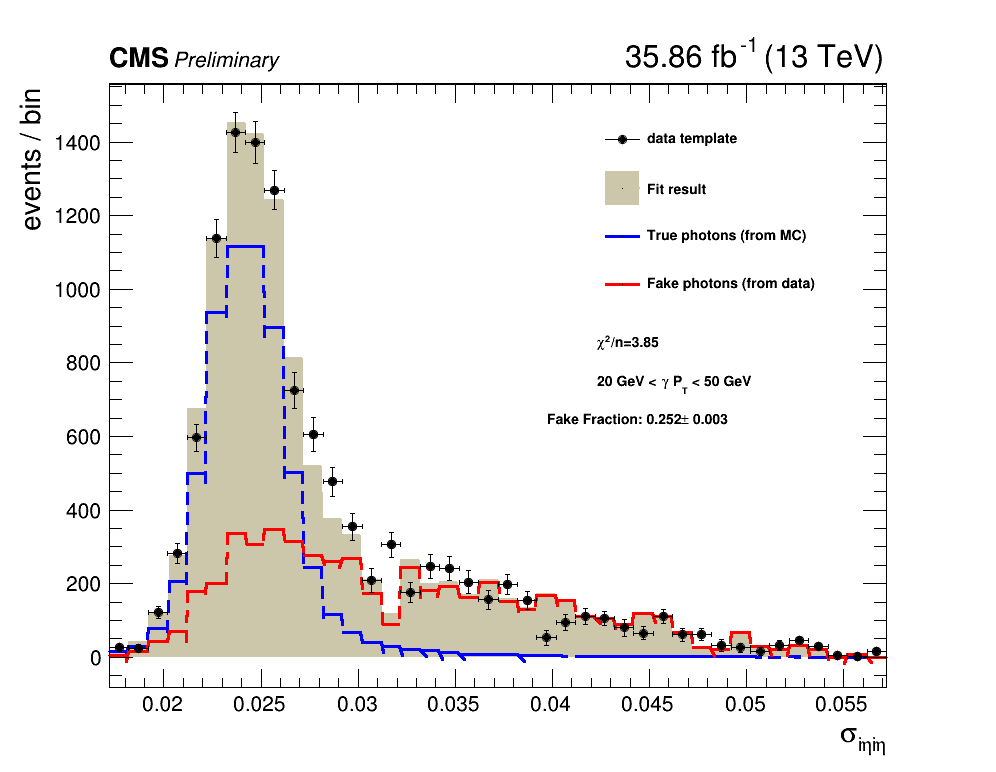 CMS Preliminary 35.86 fb⁻¹ (13 TeV)
events / bin
1400
1200
1000
800
600
400
200
0
data template
Fit result
True photons (from MC)
Fake photons (from data)
χ²/n=3.85
20 GeV < γ P_T < 50 GeV
Fake Fraction: 0.252± 0.003
0.02 0.025 0.03 0.035 0.04 0.045 0.05 0.055
σ_iηiη